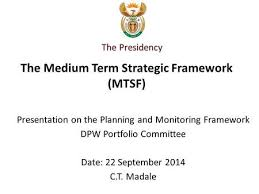 The Presidency
The Medium Term Strategic Framework
(MTSF)
Presentation on the Planning and Monitoring Framework
DPW Portfolio Committee
Date: 22 September 2014
C.T. Madale